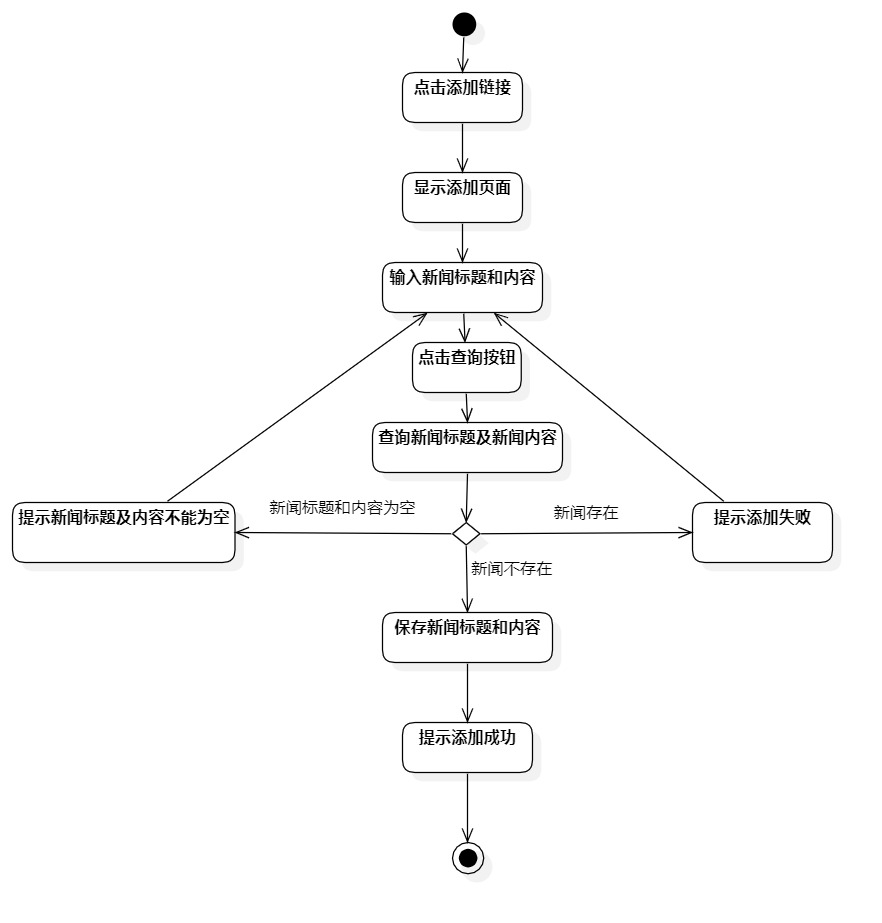 点击添加链接
显示添加页面
输入新闻标题和内容
点击查询按钮
查询新闻标题及新闻内容
新闻标题和内容为空
新闻存在
提示新闻标题及内容不能为空
提示添加失败
新闻不存在
保存新闻标题和内容
提示添加成功